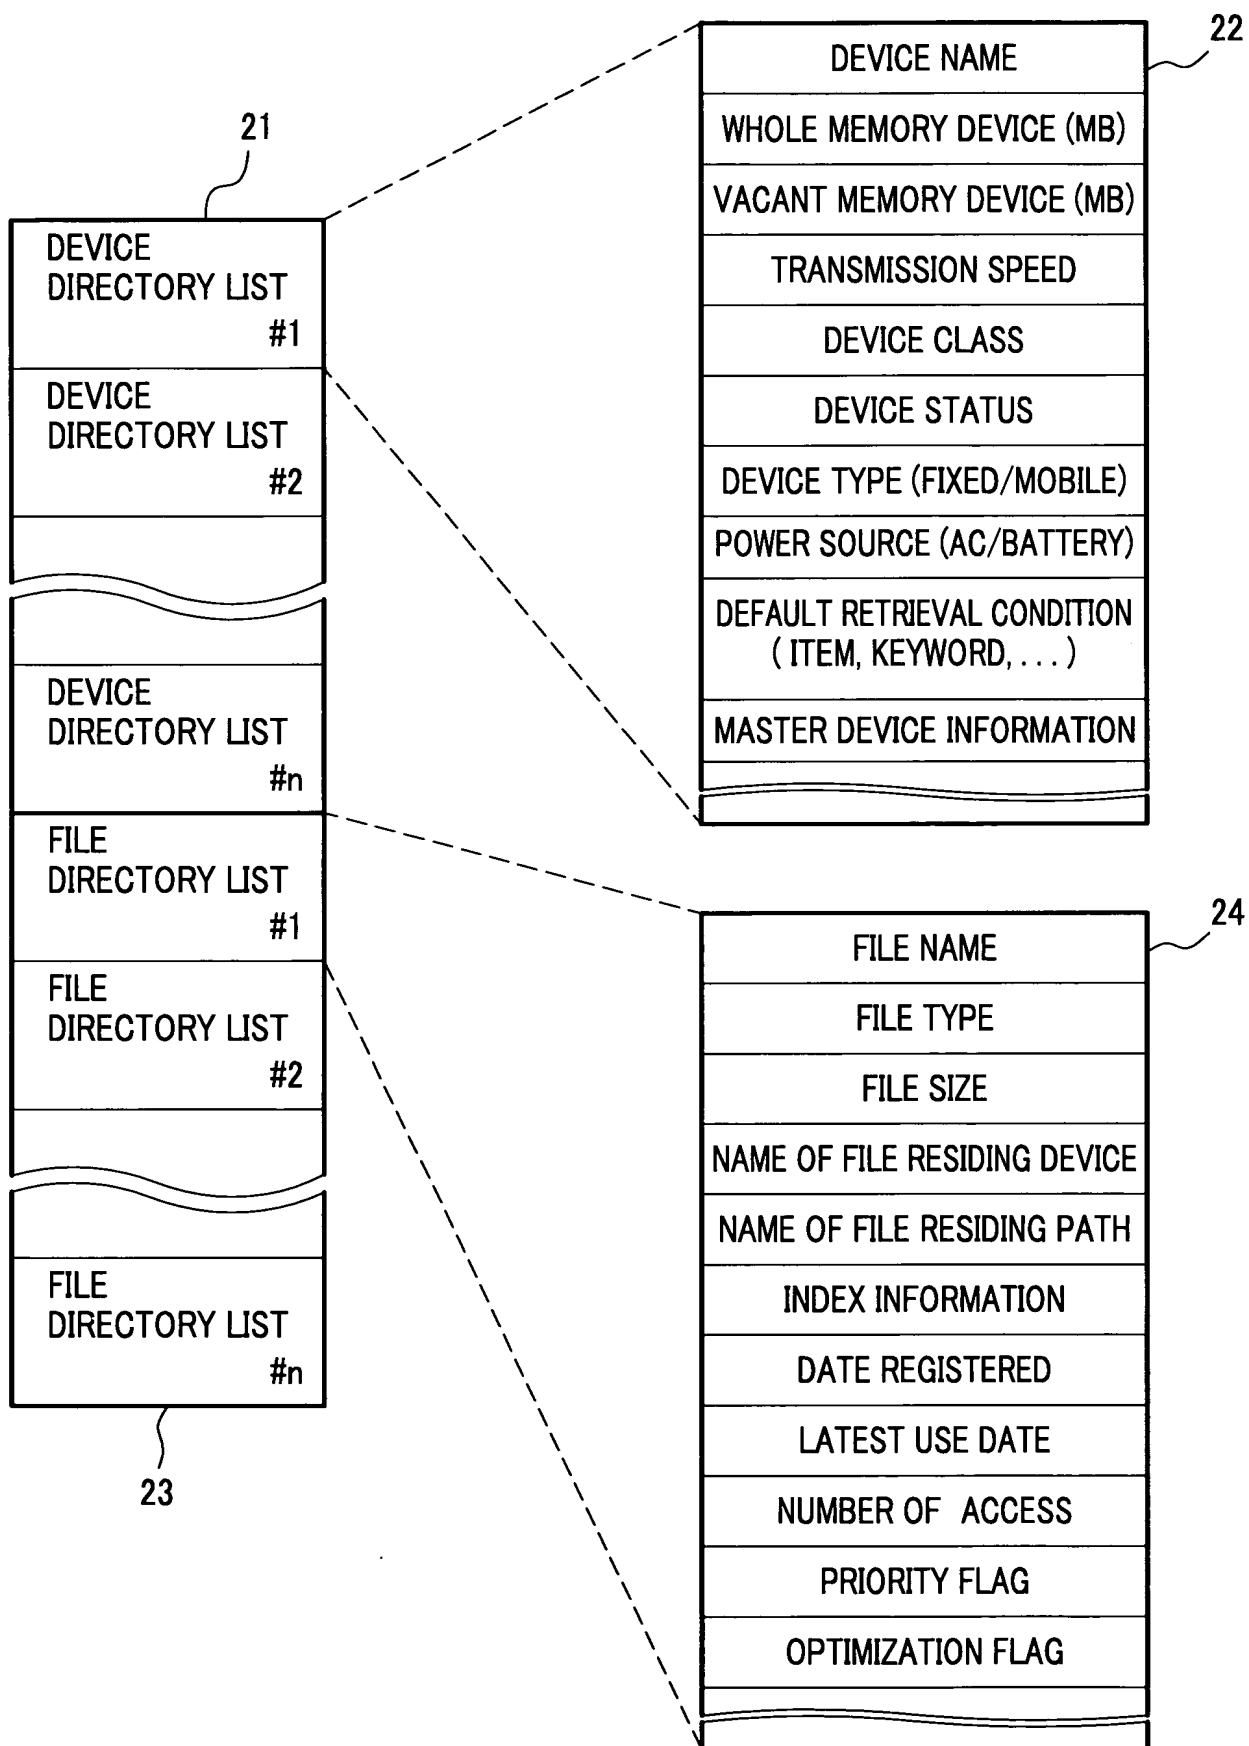 21
DEVICE
DIRECTORY LIST
#1
DEVICE
DIRECTORY LIST
#2
DEVICE
DIRECTORY LIST
#n
FILE
DIRECTORY LIST
#1
FILE
DIRECTORY LIST
#2
FILE
DIRECTORY LIST
#n
23
22
DEVICE NAME
WHOLE MEMORY DEVICE (MB)
VACANT MEMORY DEVICE (MB)
TRANSMISSION SPEED
DEVICE CLASS
DEVICE STATUS
DEVICE TYPE (FIXED/MOBILE)
POWER SOURCE (AC/BATTERY)
DEFAULT RETRIEVAL CONDITION
( ITEM, KEYWORD, . . . )
MASTER DEVICE INFORMATION
24
FILE NAME
FILE TYPE
FILE SIZE
NAME OF FILE RESIDING DEVICE
NAME OF FILE RESIDING PATH
INDEX INFORMATION
DATE REGISTERED
LATEST USE DATE
NUMBER OF ACCESS
PRIORITY FLAG
OPTIMIZATION FLAG